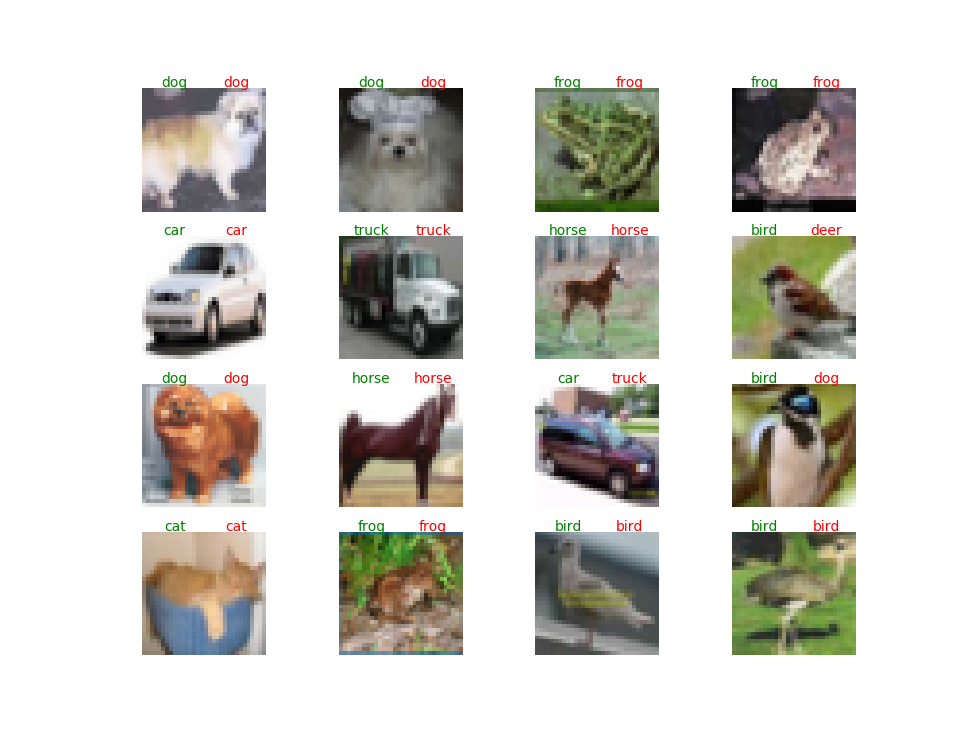 dog dog dog dog frog frog frog frog
car car truck truck horse horse bird deer
dog dog horse horse car truck bird dog
cat cat frog frog bird bird bird bird